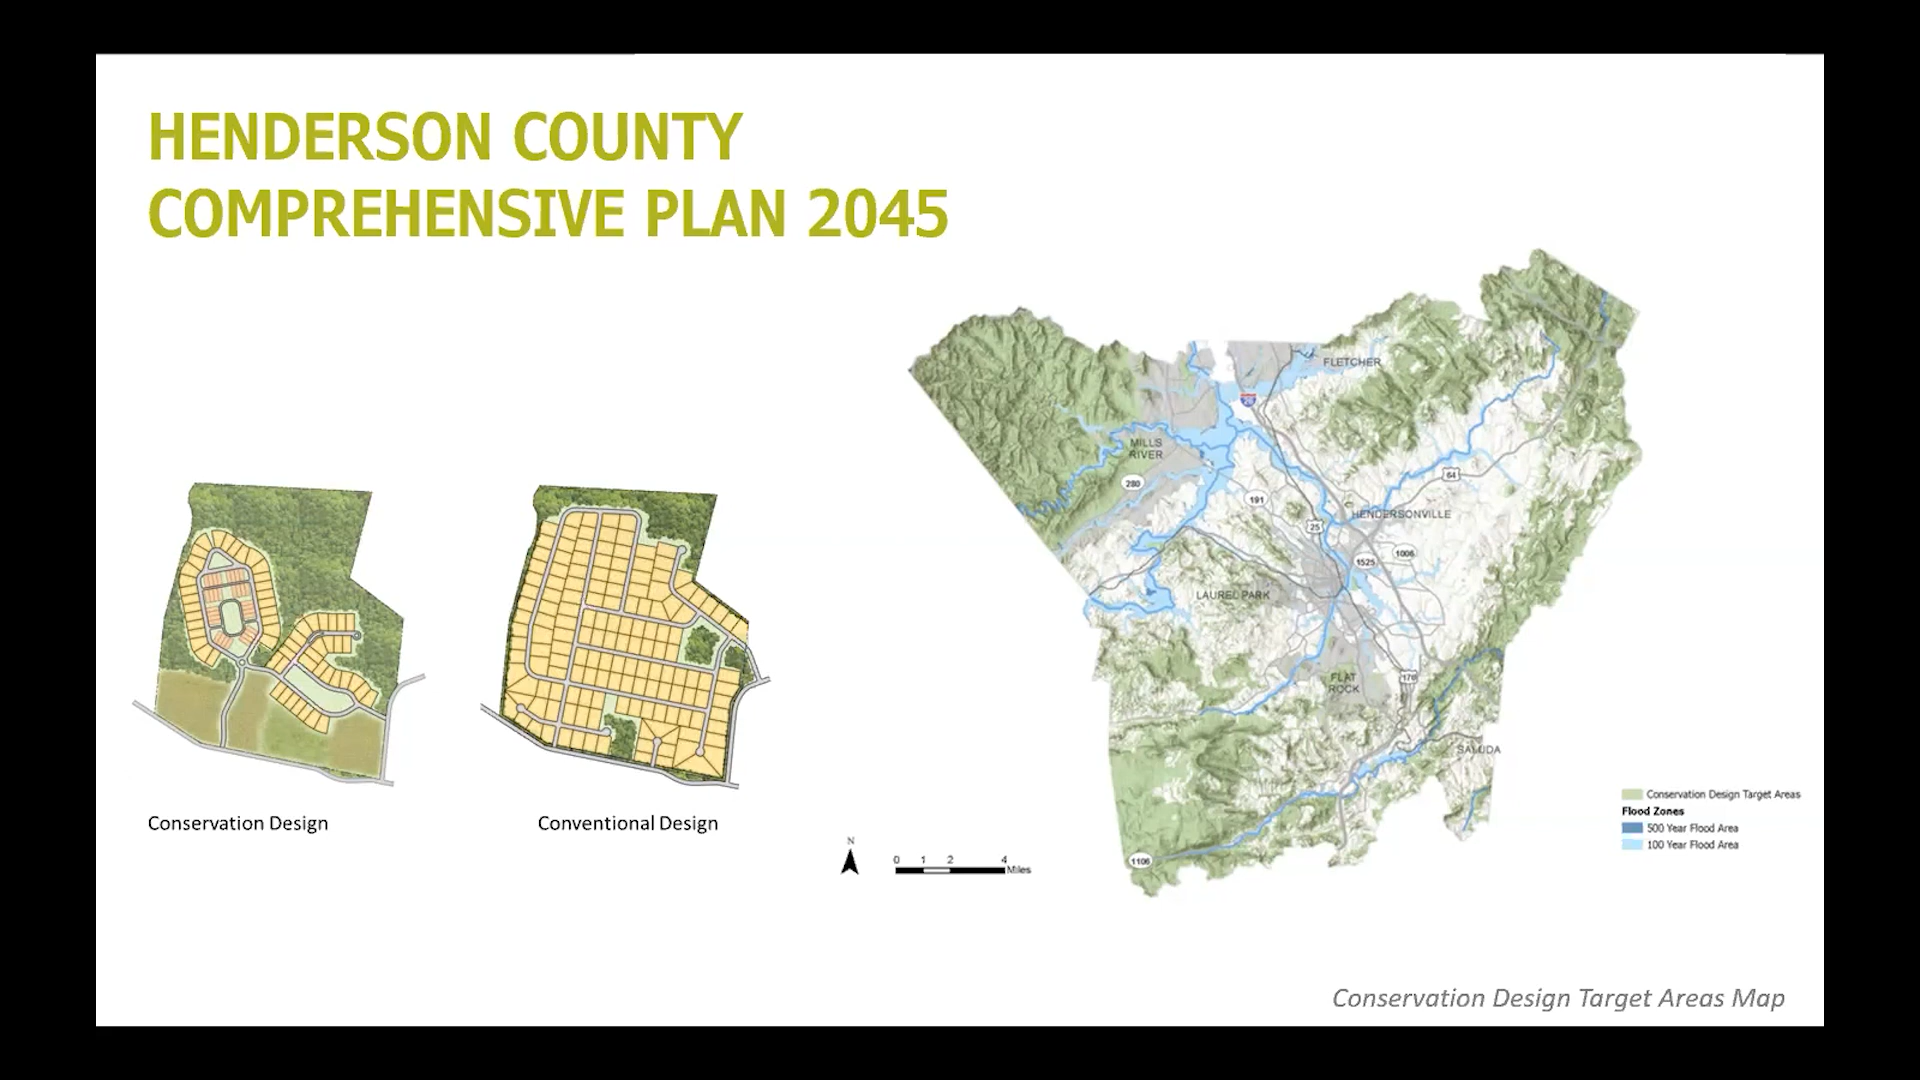 HENDERSON COUNTY
COMPREHENSIVE PLAN 2045
FLETCHER
26
MILLS
RIVER
280
191
64
25
HENDERSONVILLE
1525
1006
LAUREL PARK
FLAT
ROCK
176
SALUDA
1106
Conservation Design
Conventional Design
N
0 1 2 4
Miles
Conservation Design Target Areas
Flood Zones
500 Year Flood Area
100 Year Flood Area
Conservation Design Target Areas Map